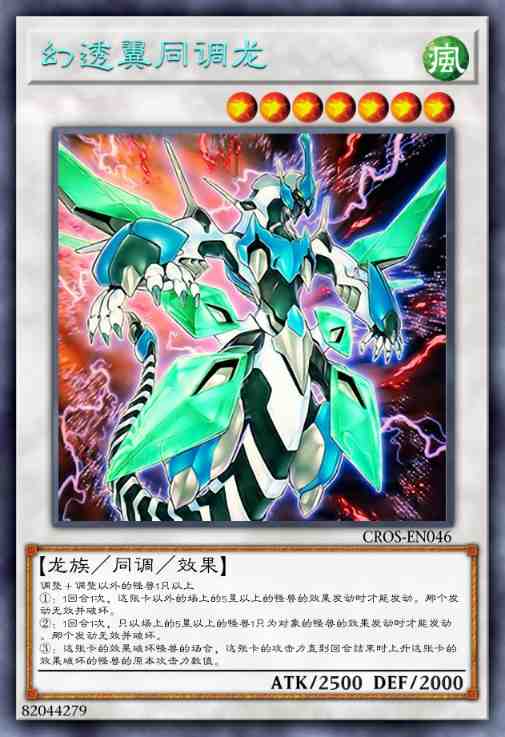 幻透翼同调龙
瘋
CROS-EN046
【龙族／同调／效果】
调整＋调整以外的怪兽1只以上
①：1回合1次，这张卡以外的场上的5星以上的怪兽的效果发动时才能发动。那个发
动无效并破坏。
②：1回合1次，只以场上的5星以上的怪兽1只为对象的怪兽的效果发动时才能发动
。那个发动无效并破坏。
③：这张卡的效果破坏怪兽的场合，这张卡的攻击力直到回合结束时上升这张卡的
效果破坏的怪兽的原本攻击力数值。
ATK/2500 DEF/2000
82044279